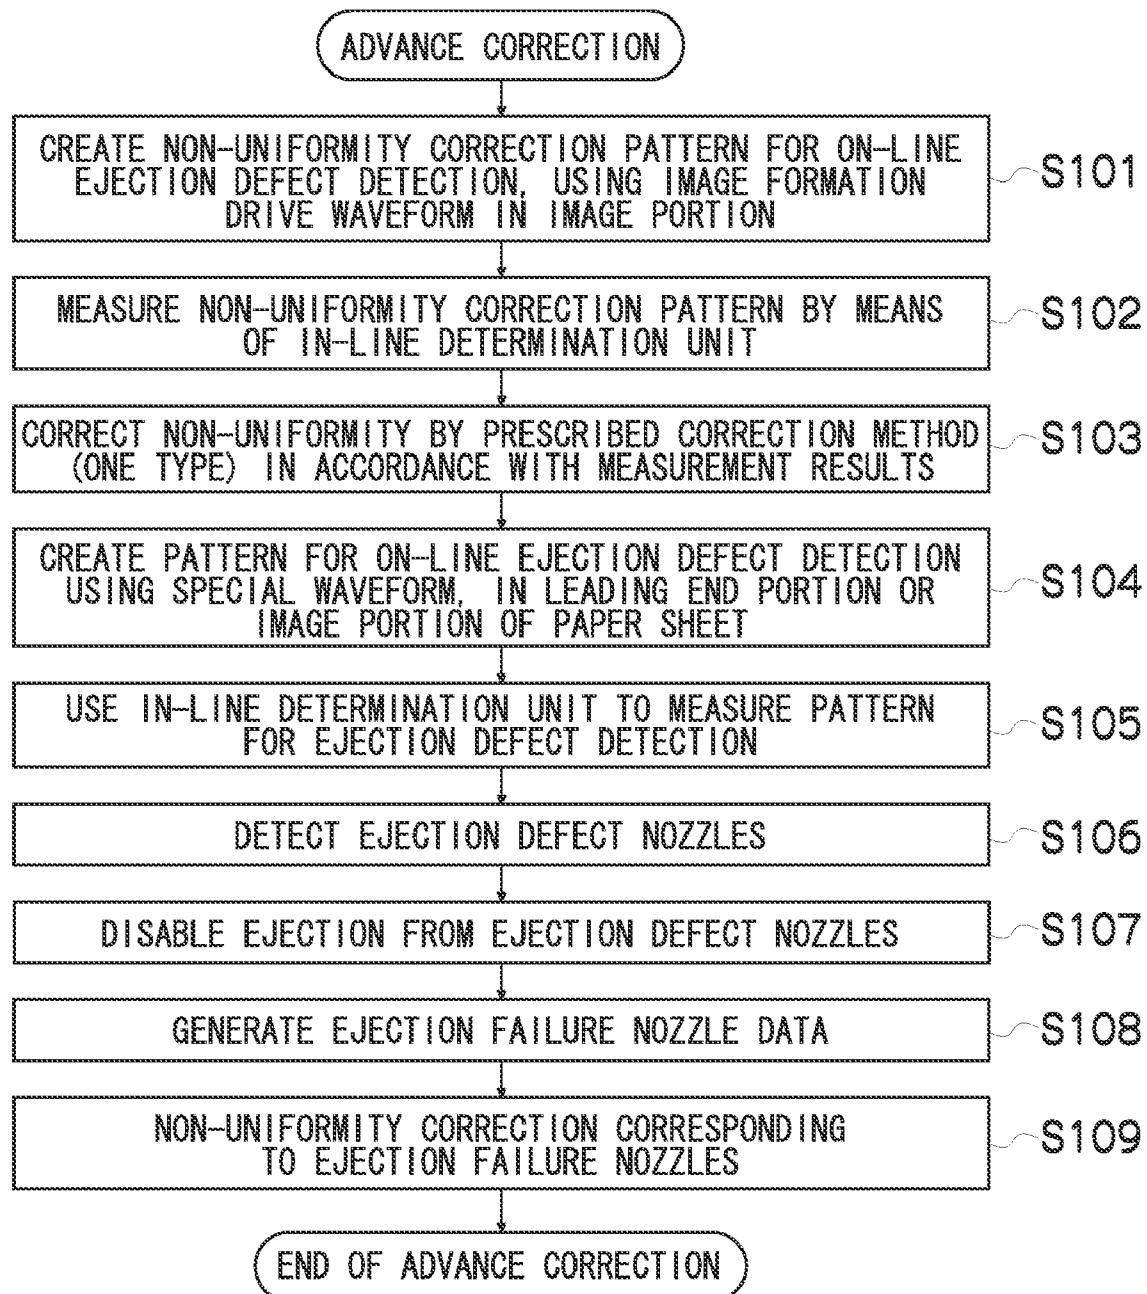 ADVANCE CORRECTION
CREATE NON-UNIFORMITY CORRECTION PATTERN FOR ON-LINE
EJECTION DEFECT DETECTION, USING IMAGE FORMATION
DRIVE WAVEFORM IN IMAGE PORTION
S101
MEASURE NON-UNIFORMITY CORRECTION PATTERN BY MEANS
OF IN-LINE DETERMINATION UNIT
S102
CORRECT NON-UNIFORMITY BY PRESCRIBED CORRECTION METHOD
(ONE TYPE) IN ACCORDANCE WITH MEASUREMENT RESULTS
S103
CREATE PATTERN FOR ON-LINE EJECTION DEFECT DETECTION
USING SPECIAL WAVEFORM, IN LEADING END PORTION OR
IMAGE PORTION OF PAPER SHEET
S104
USE IN-LINE DETERMINATION UNIT TO MEASURE PATTERN
FOR EJECTION DEFECT DETECTION
S105
DETECT EJECTION DEFECT NOZZLES
S106
DISABLE EJECTION FROM EJECTION DEFECT NOZZLES
S107
GENERATE EJECTION FAILURE NOZZLE DATA
S108
NON-UNIFORMITY CORRECTION CORRESPONDING
TO EJECTION FAILURE NOZZLES
S109
END OF ADVANCE CORRECTION